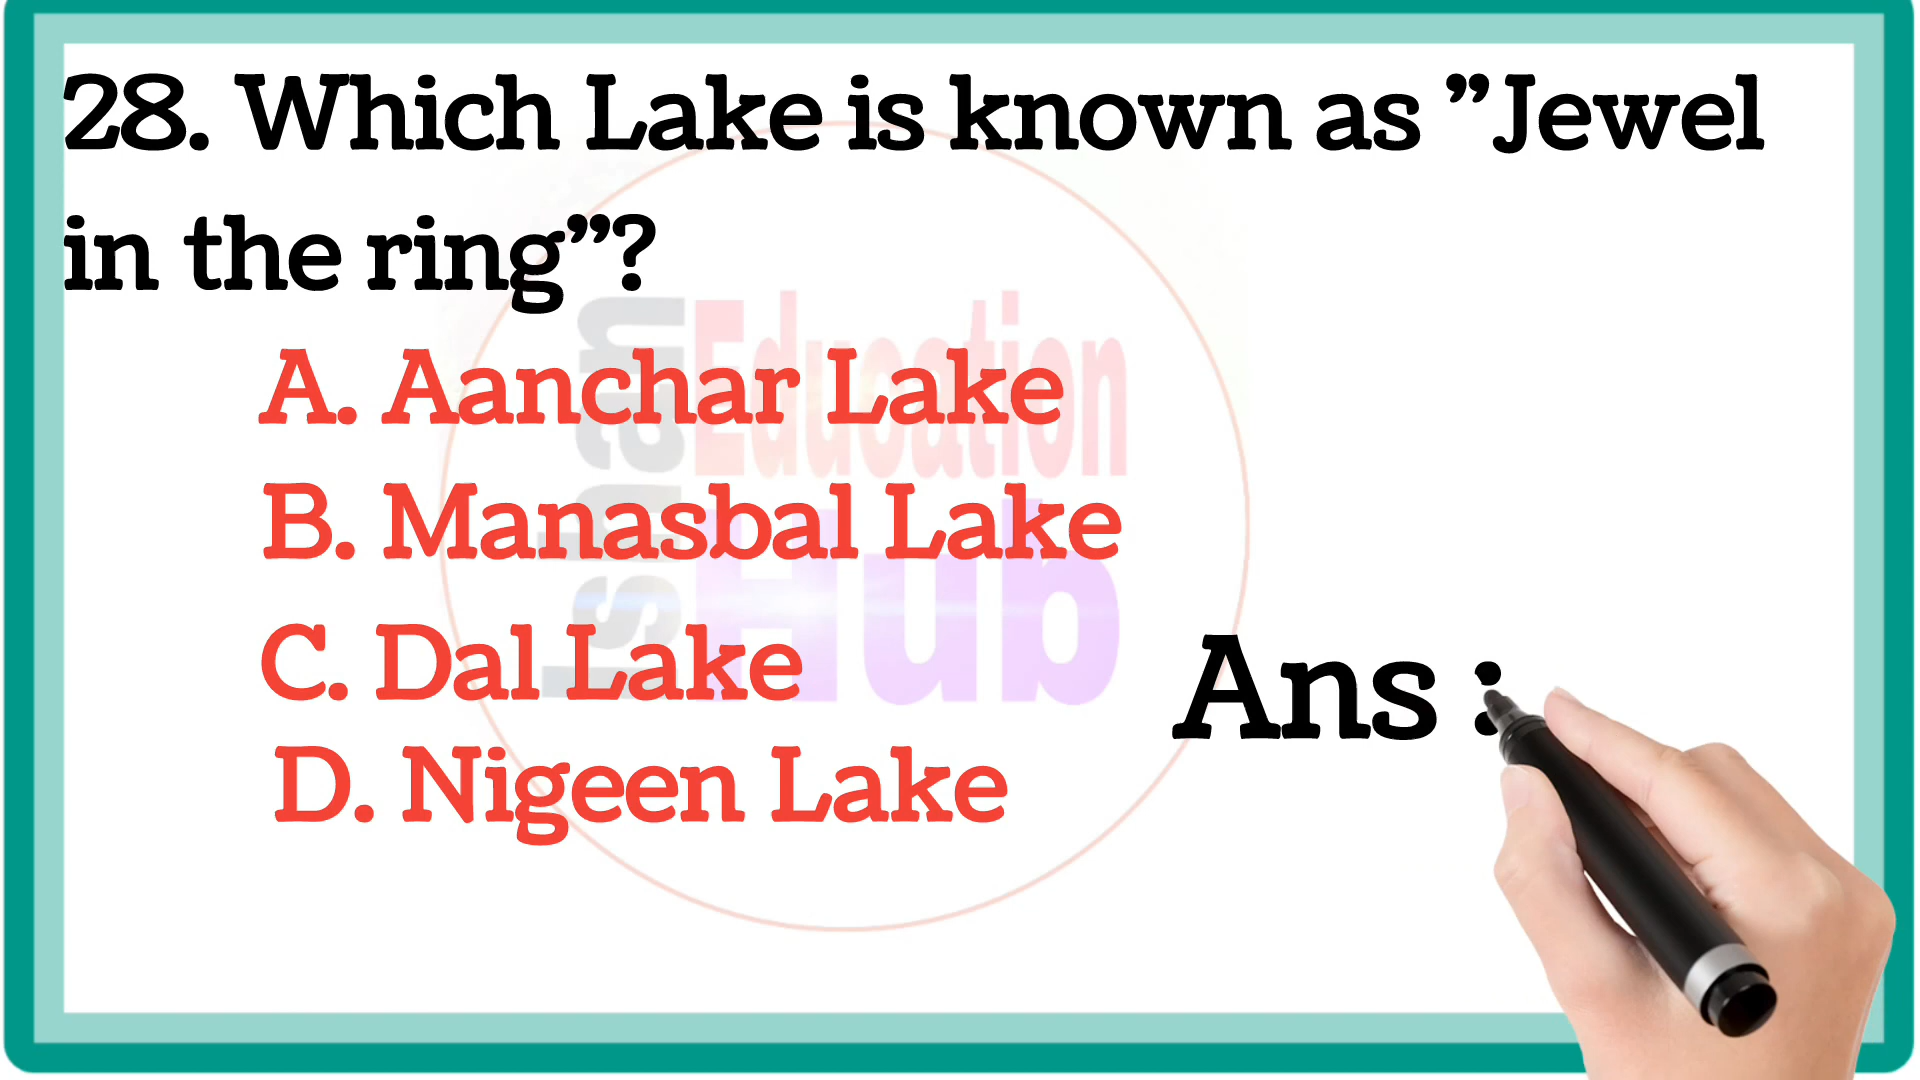 28. Which Lake is known as ”Jewel
in the ring”?
A. Aanchar Lake
B. Manasbal Lake
C. Dal Lake
D. Nigeen Lake
Ans :
Ishan
Education
Hub